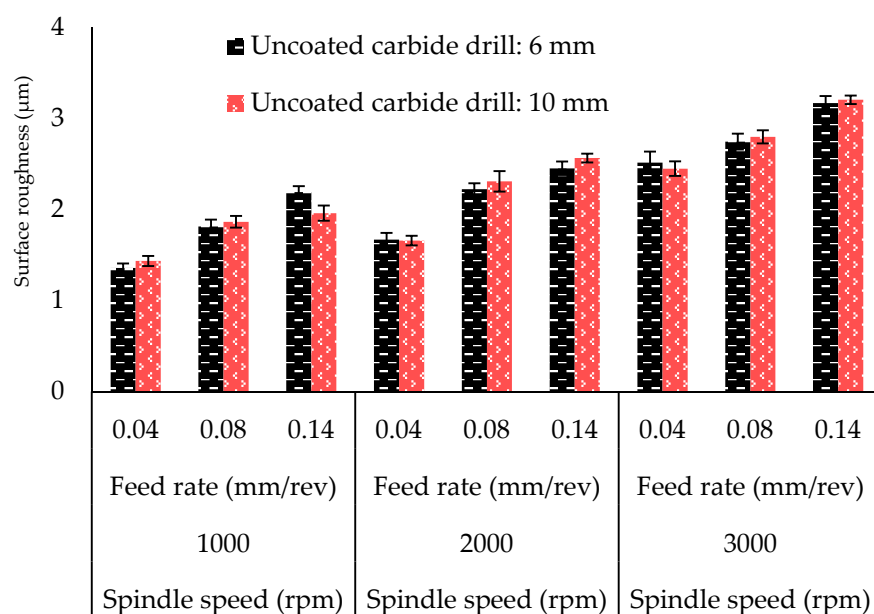 4
3
2
1
0
Surface roughness (µm)
Uncoated carbide drill: 6 mm
Uncoated carbide drill: 10 mm
0.04 0.08 0.14 0.04 0.08 0.14 0.04 0.08 0.14
Feed rate (mm/rev) Feed rate (mm/rev) Feed rate (mm/rev)
1000 2000 3000
Spindle speed (rpm) Spindle speed (rpm) Spindle speed (rpm)